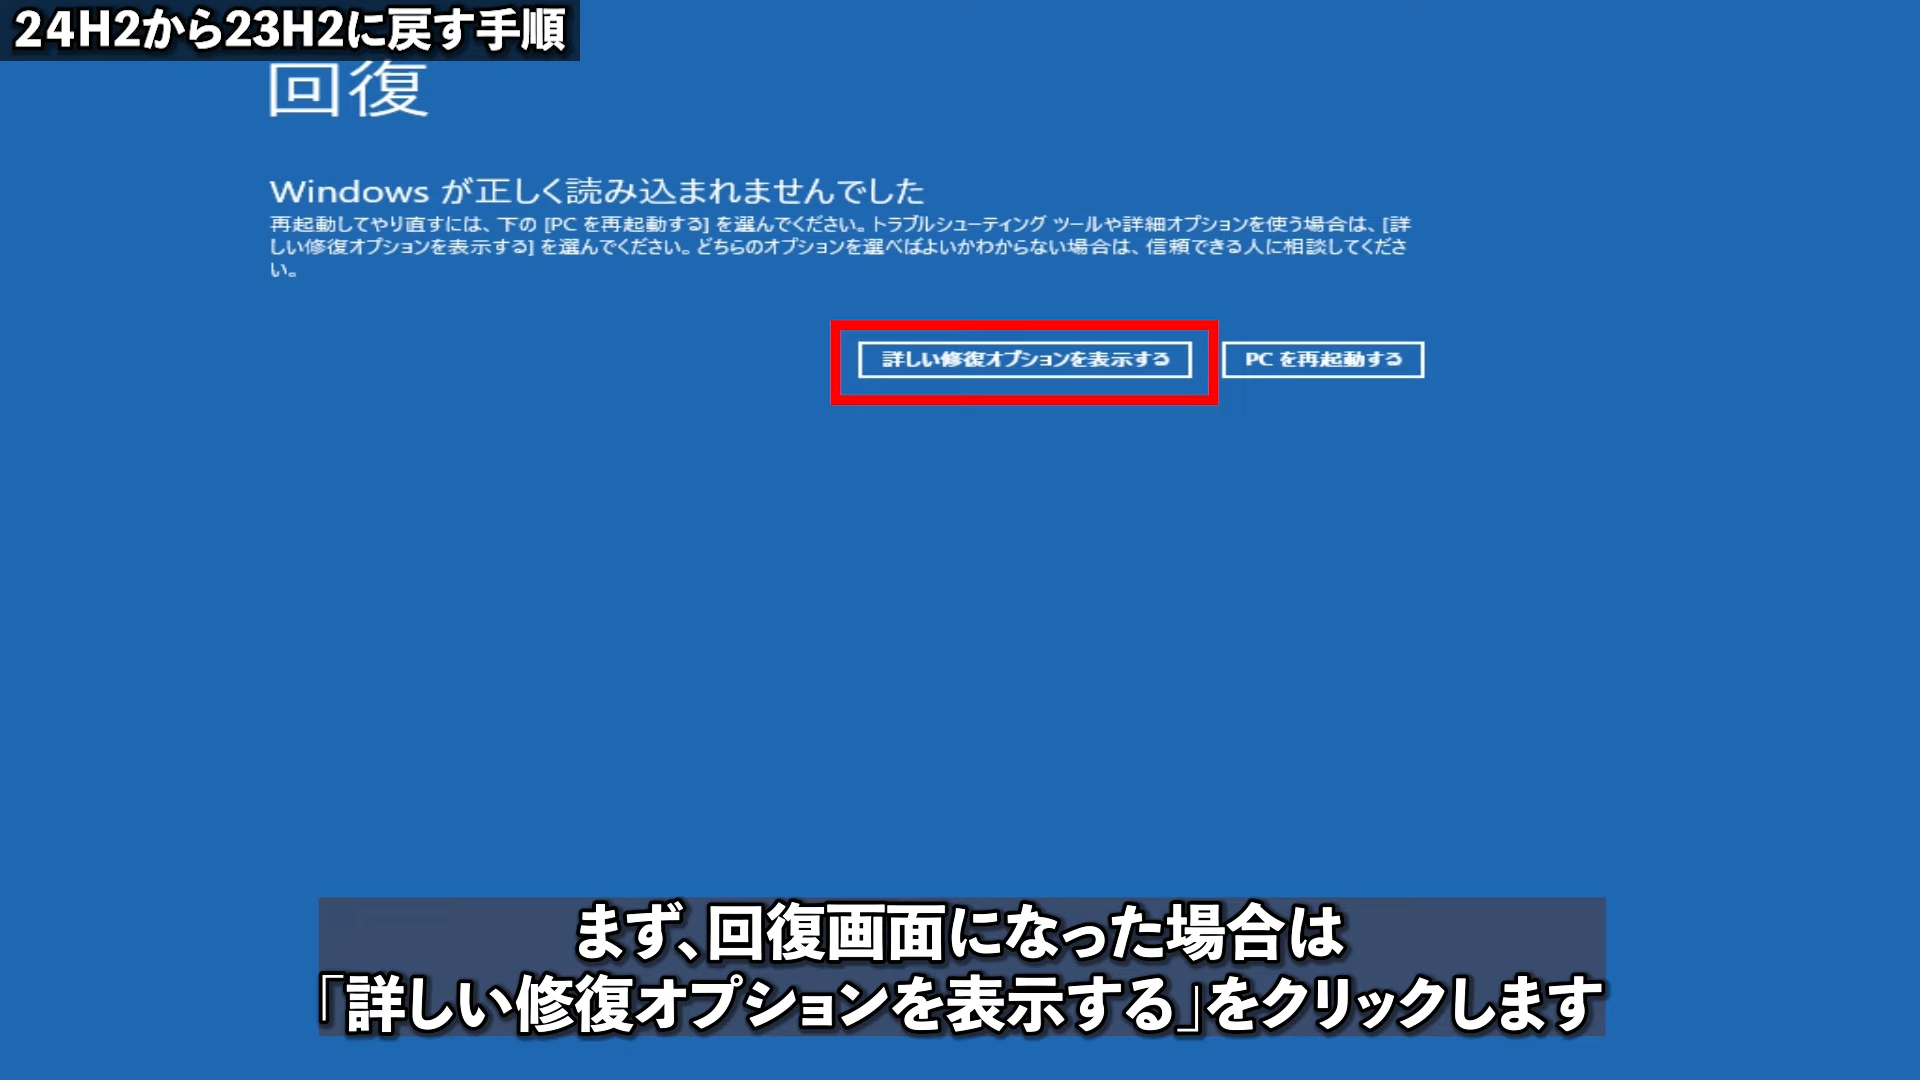 24H2から23H2に戻す手順
回復
Windows が正しく読み込まれませんでした
再起動してやり直すには、下の [PC を再起動する] を選んでください。トラブルシューティング ツールや詳細オプションを使う場合は、[詳
しい修復オプションを表示する] を選んでください。どちらのオプションを選べばよいかわからない場合は、信頼できる人に相談してくださ
い。
詳しい修復オプションを表示する
PC を再起動する
まず、回復画面になった場合は
「詳しい修復オプションを表示する」をクリックします